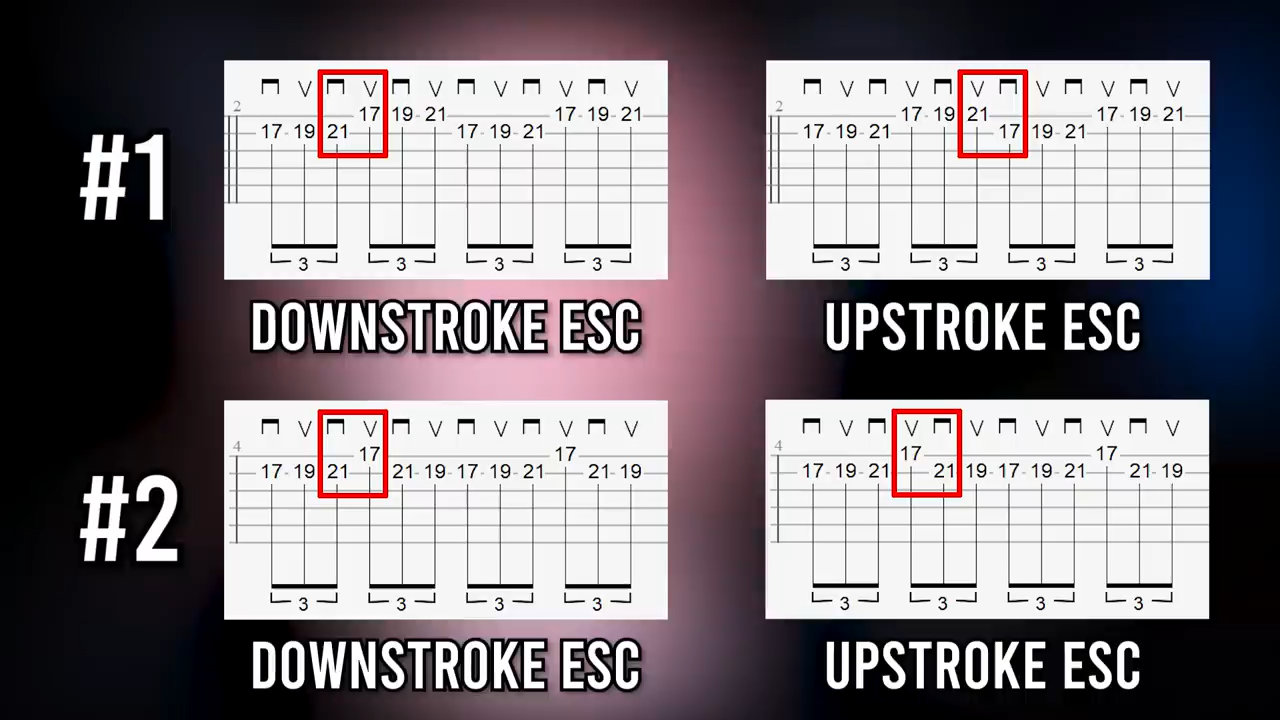 #1
2
17 19 21 17 19 21 17 19 21 17 19 21
3 3 3 3
DOWNSTROKE ESC
2
17 19 21 17 19 21 17 19 21 17 19 21
3 3 3 3
UPSTROKE ESC
#2
4
17 19 21 17 21 19 17 19 21 17 21 19
3 3 3 3
DOWNSTROKE ESC
4
17 19 21 17 21 19 17 19 21 17 21 19
3 3 3 3
UPSTROKE ESC